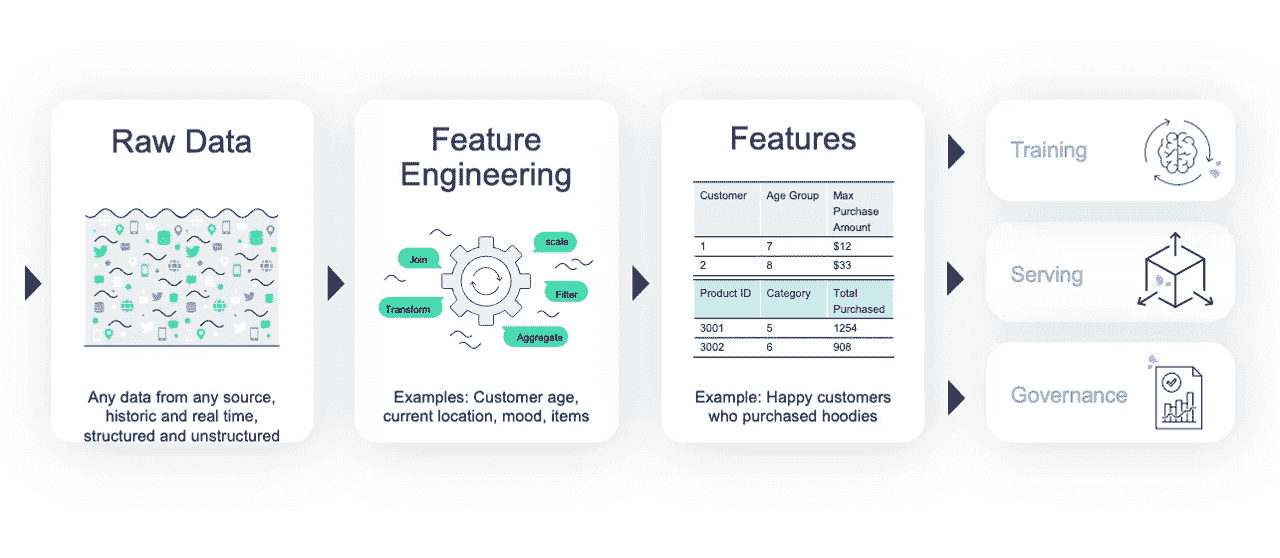 Raw Data
Any data from any source,
historic and real time,
structured and unstructured
Feature
Engineering
scale
Join
Filter
Transform
Aggregate
Examples: Customer age,
current location, mood, items
Features
Customer Age Group Max
Purchase
Amount
1 7 $12
2 8 $33
Product ID Category Total
Purchased
3001 5 1254
3002 6 908
Example: Happy customers
who purchased hoodies
Training
Serving
Governance